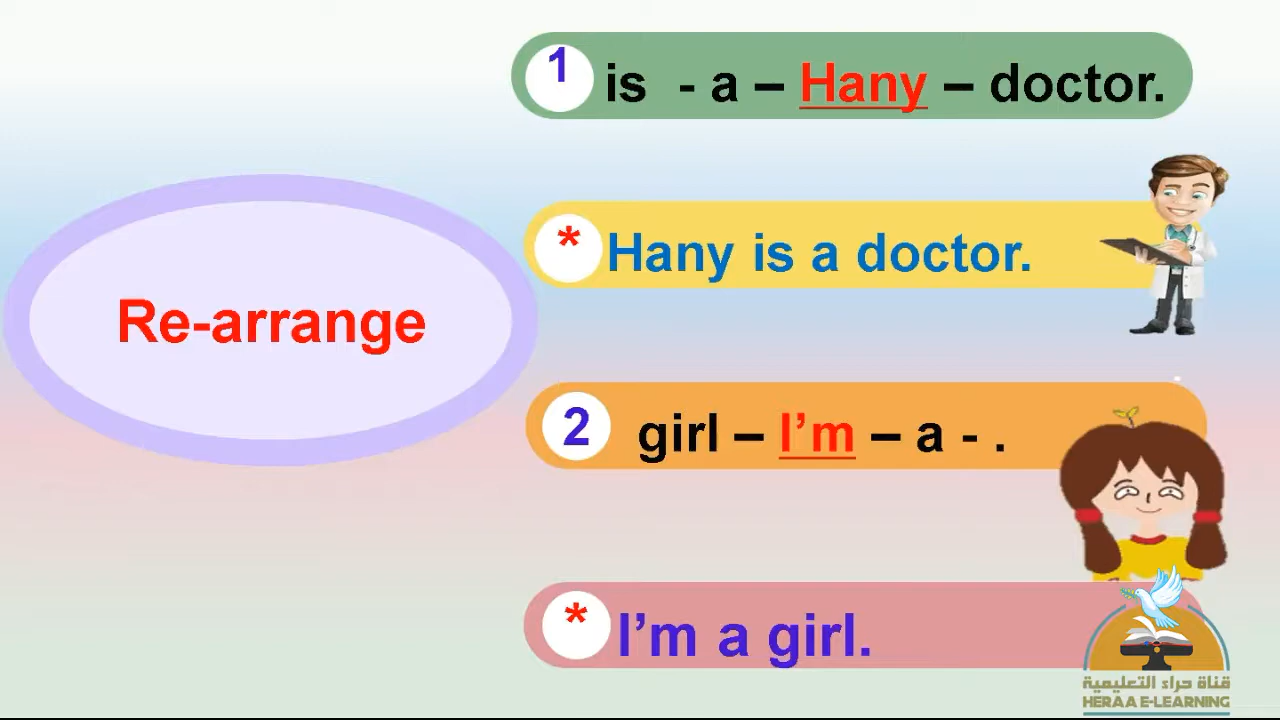 Re-arrange
1 is - a – Hany – doctor.
* Hany is a doctor.
2 girl – I’m – a - .
* I’m a girl.
قناة حراء التعليمية
HERAA E-LEARNING